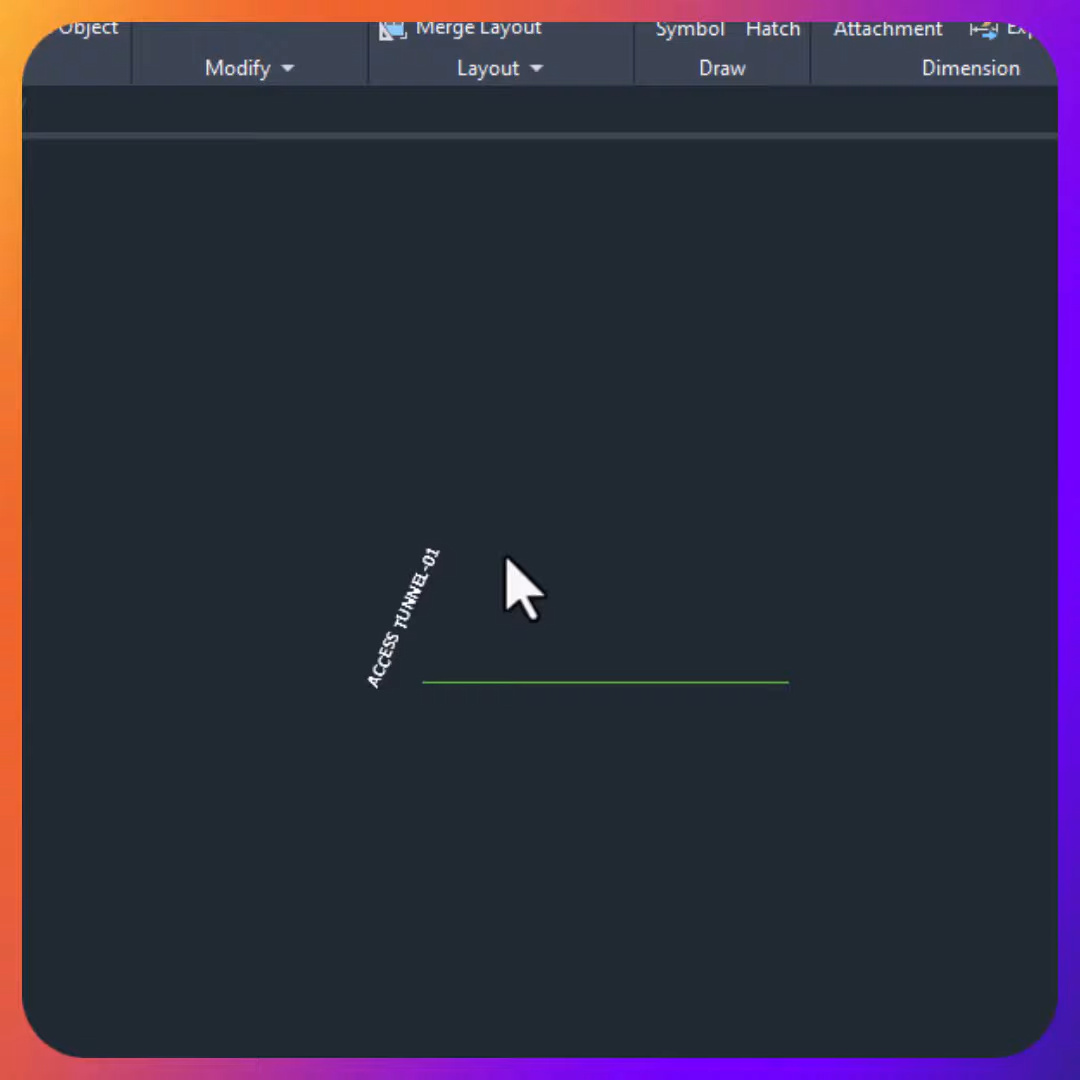 Object
Merge Layout
Symbol Hatch
Attachment
Modify
Layout
Draw
Dimension
ACCESS TUNNEL-01